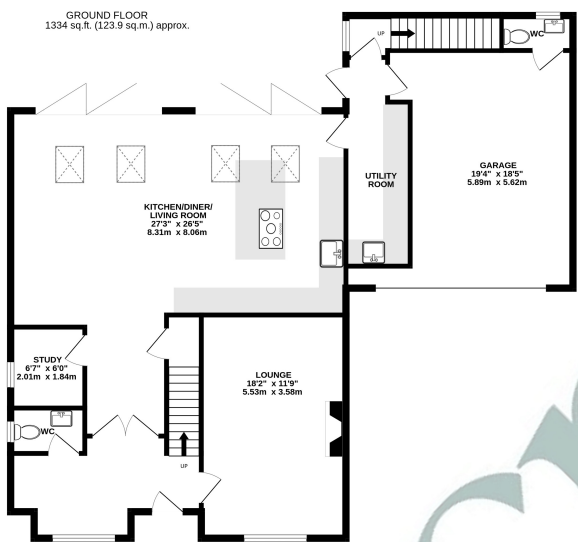 GROUND FLOOR
1334 sq.ft. (123.9 sq.m.) approx.
UP
WC
GARAGE
19'4" x 18'5"
5.89m x 5.62m
UTILITY
ROOM
KITCHEN/DINER/
LIVING ROOM
27'3" x 26'5"
8.31m x 8.06m
STUDY
6'7" x 6'0"
2.01m x 1.84m
LOUNGE
18'2" x 11'9"
5.53m x 3.58m
WC
UP